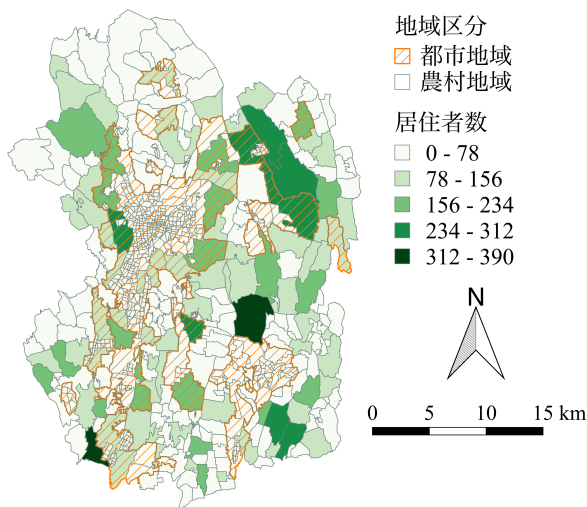 地域区分
都市地域
農村地域
居住者数
0 - 78
78 - 156
156 - 234
234 - 312
312 - 390
N
0 5 10 15 km